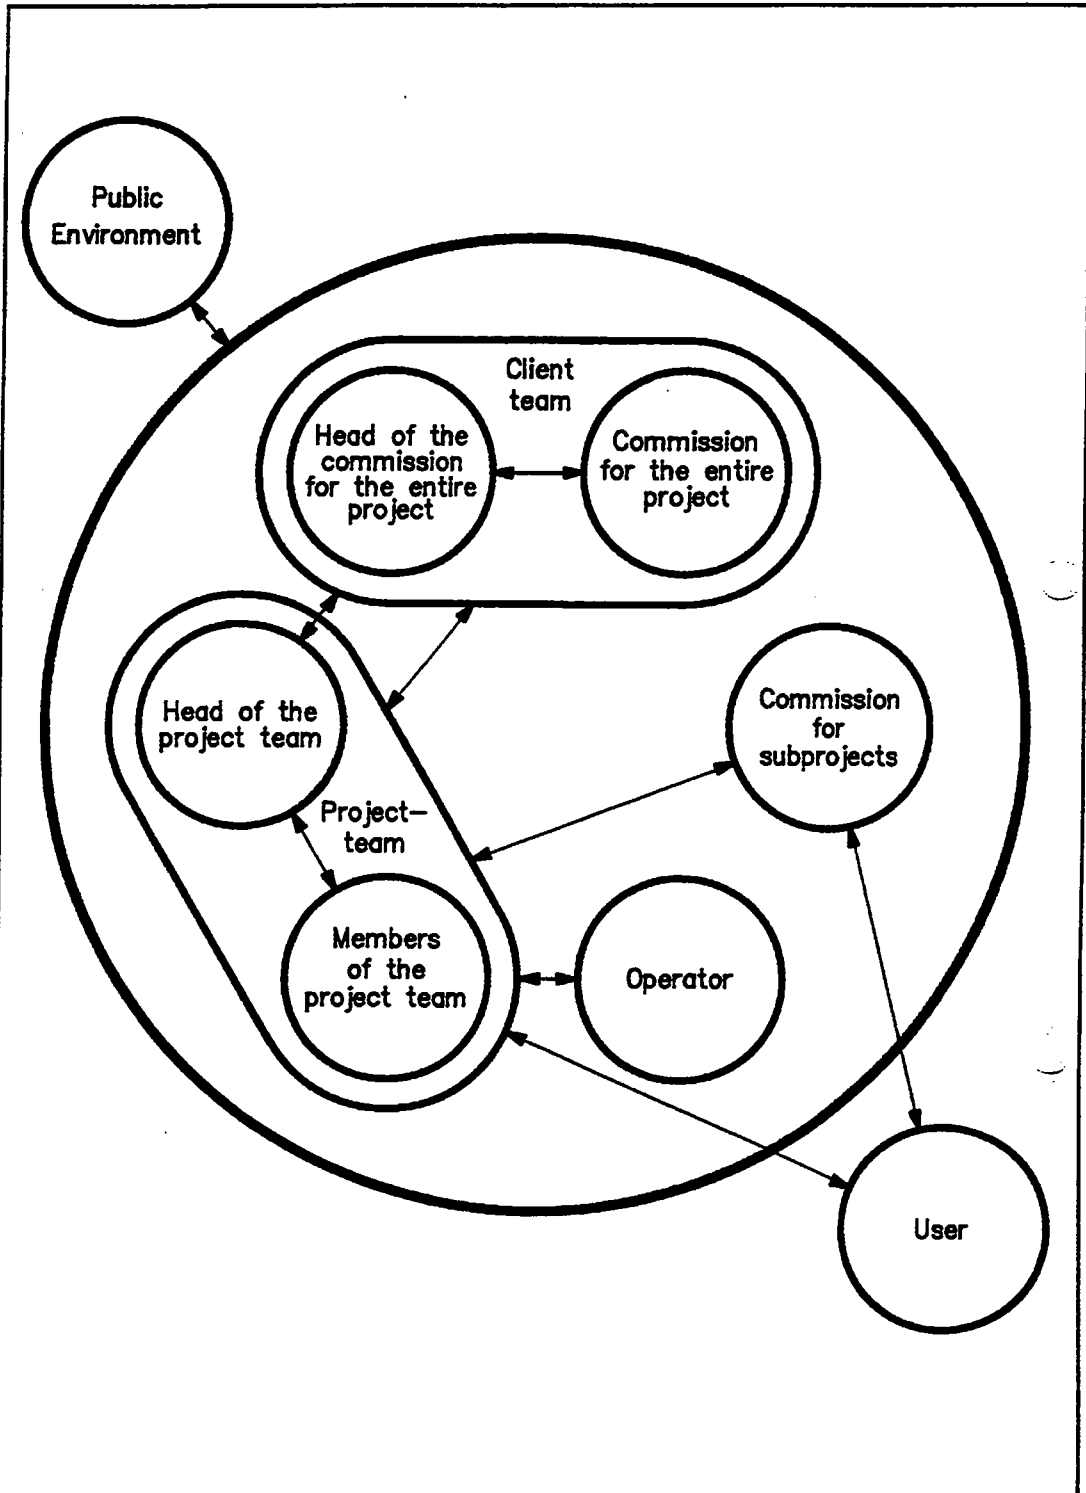 Public
Environment
Client
team
Head of the
commission
for the entire
project
Commission
for the entire
project
Head of the
project team
Project-
team
Commission
for
subprojects
Members
of the
project team
Operator
User